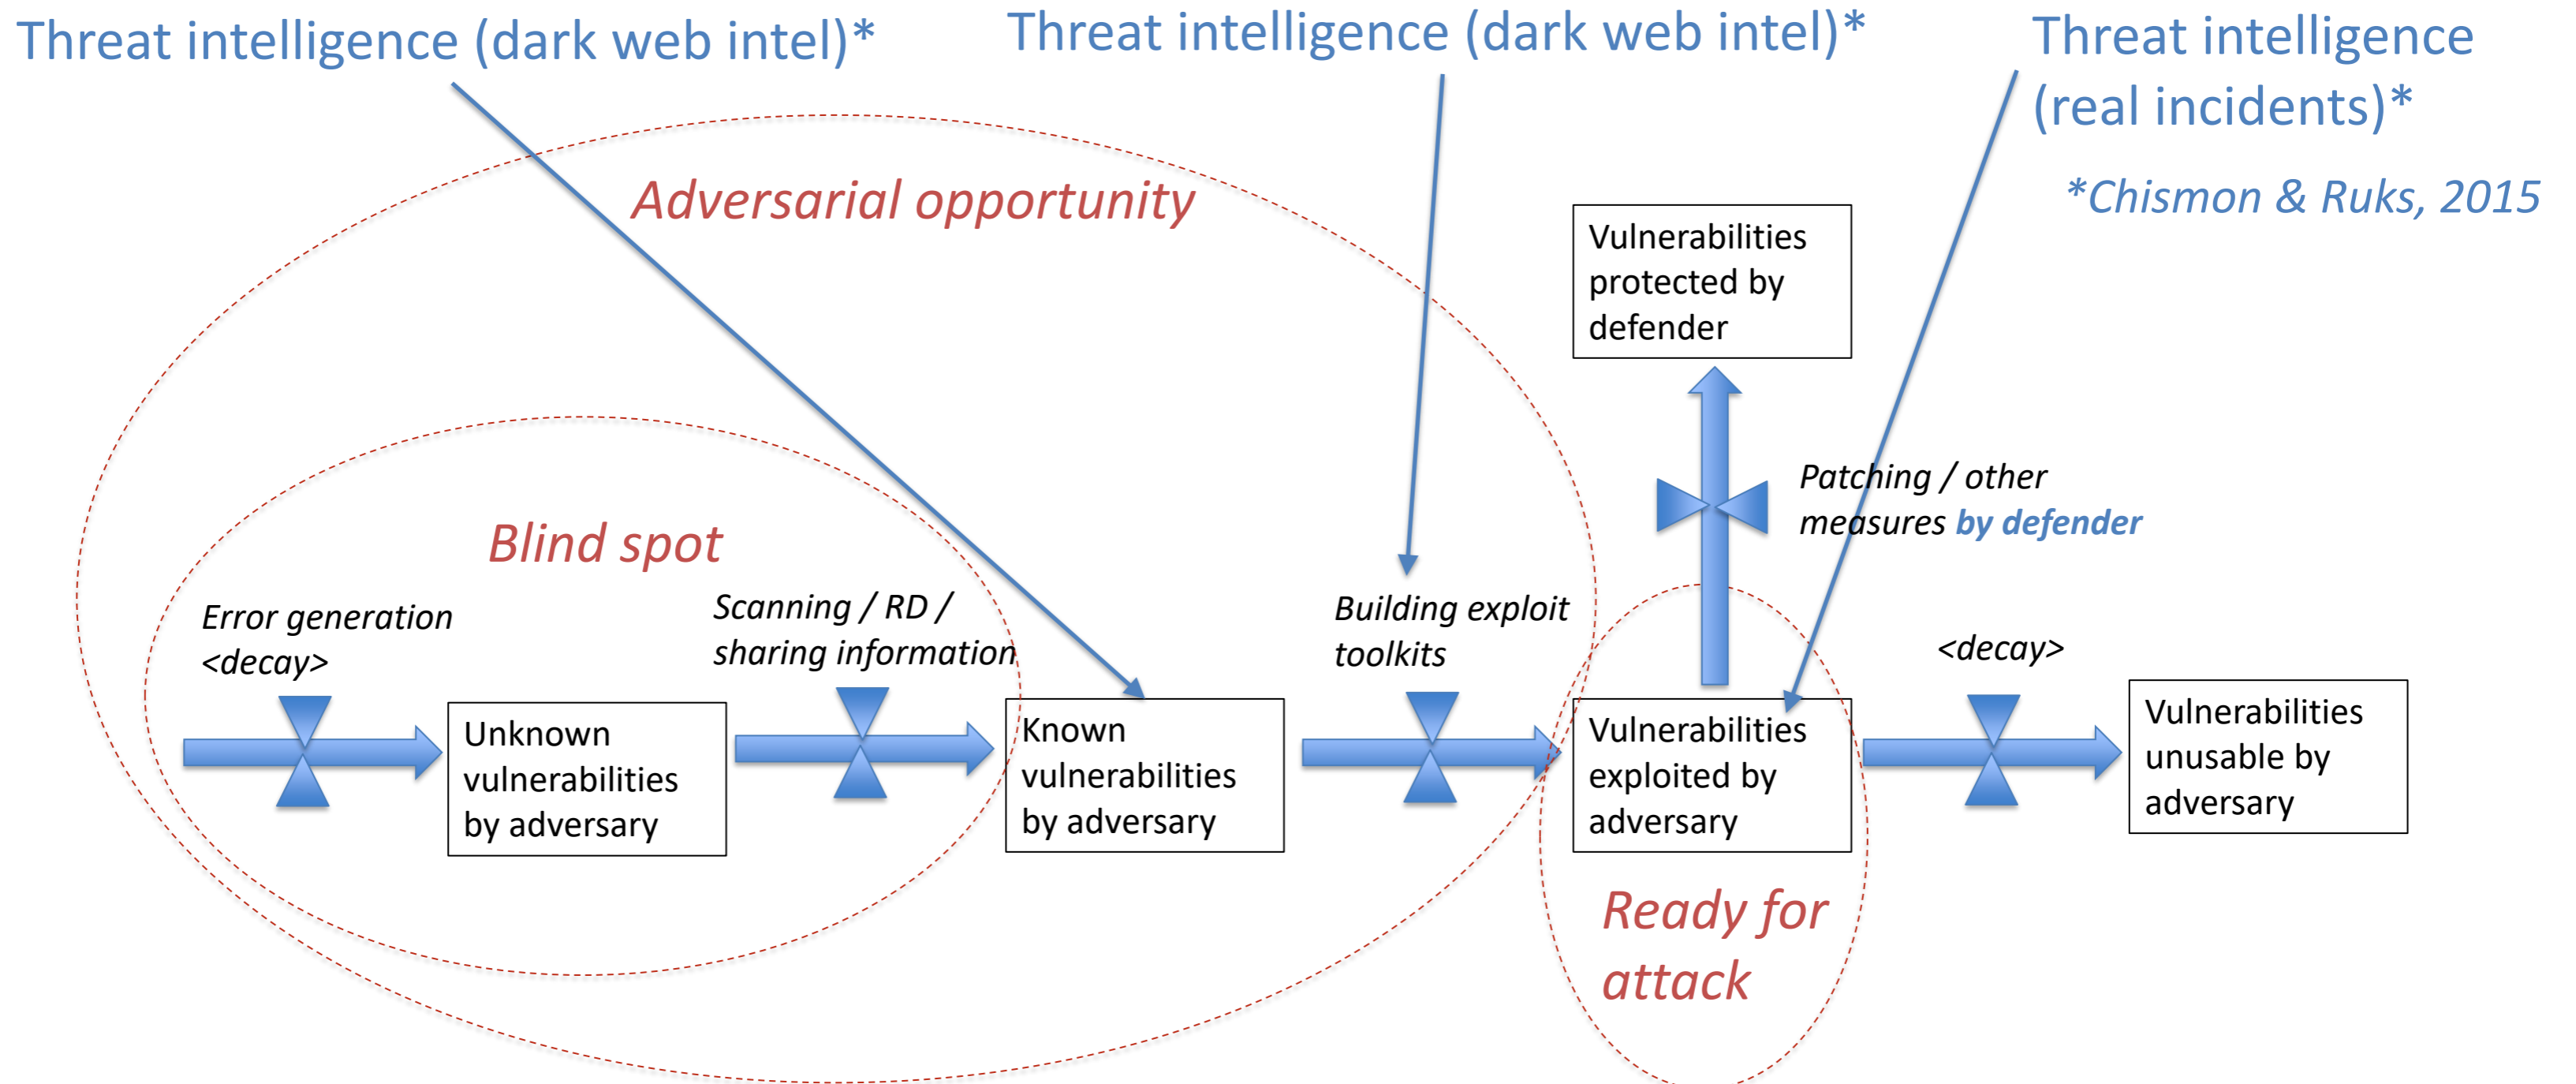 Threat intelligence (dark web intel)*
Threat intelligence (dark web intel)*
Threat intelligence
(real incidents)*
*Chismon & Ruks, 2015
Adversarial opportunity
Vulnerabilities
protected by
defender
Patching / other
measures by defender
Blind spot
Error generation
<decay>
Scanning / RD /
sharing information
Building exploit
toolkits
<decay>
Unknown
vulnerabilities
by adversary
Known
vulnerabilities
by adversary
Vulnerabilities
exploited by
adversary
Vulnerabilities
unusable by
adversary
Ready for
attack